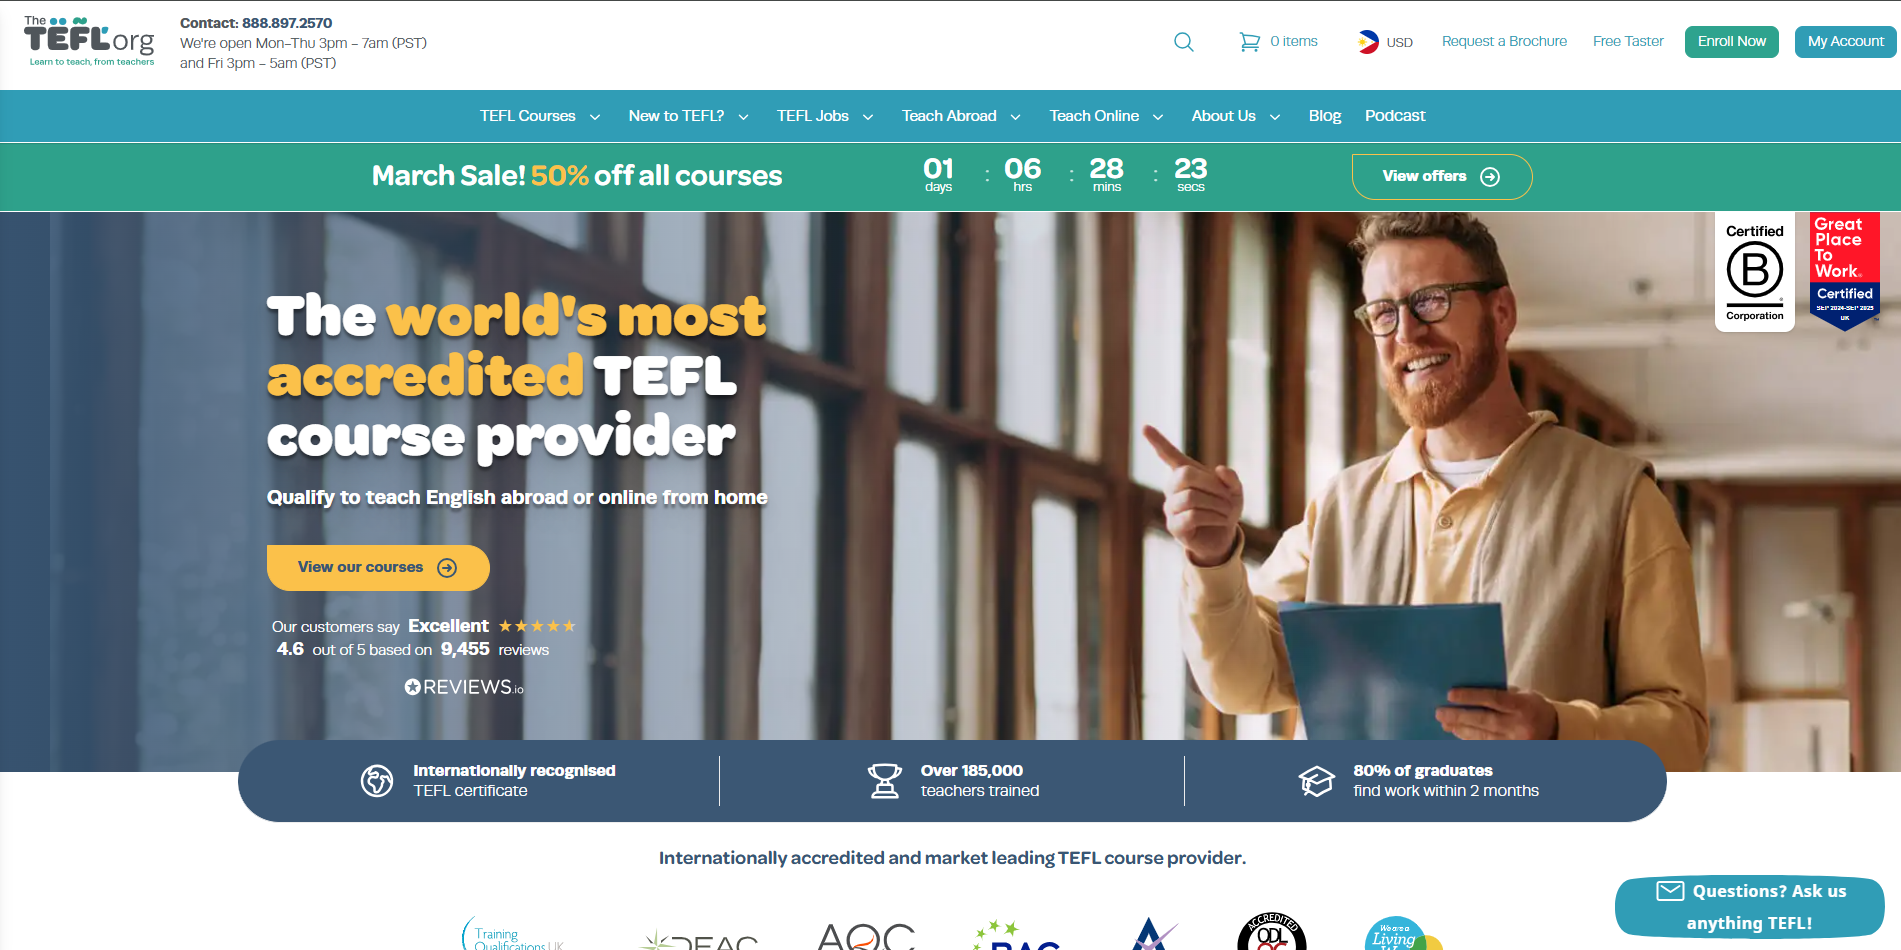 The
TEFL org
Learn to teach, from teachers
Contact: 888.897.2570
We're open Mon-Thu 3pm - 7am (PST)
and Fri 3pm - 5am (PST)
0 items
USD
Request a Brochure
Free Taster
Enroll Now
My Account
TEFL Courses
New to TEFL?
TEFL Jobs
Teach Abroad
Teach Online
About Us
Blog
Podcast
March Sale! 50% off all courses
01 : 06 : 28 : 23
days hrs mins secs
View offers
Certified
B
Corporation
Great
Place
To
Work.
Certified
SEP 2024-SEP 2025
UK
The world's most
accredited TEFL
course provider
Qualify to teach English abroad or online from home
View our courses
Our customers say Excellent
4.6 out of 5 based on 9,455 reviews
REVIEWS.io
Internationally recognised
TEFL certificate
Over 185,000
teachers trained
80% of graduates
find work within 2 months
Internationally accredited and market leading TEFL course provider.
Training
Qualifications UK
DEAC
AQC
BAC
ACCREDITED
ODL
QC
We are a
Living
Questions? Ask us
anything TEFL!